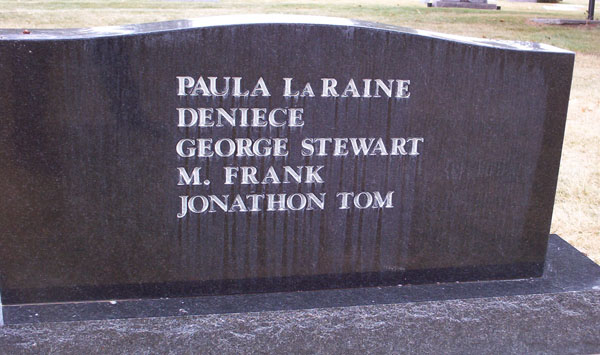 PAULA LARAINE
DENIECE
GEORGE STEWART
M. FRANK
JONATHON TOM